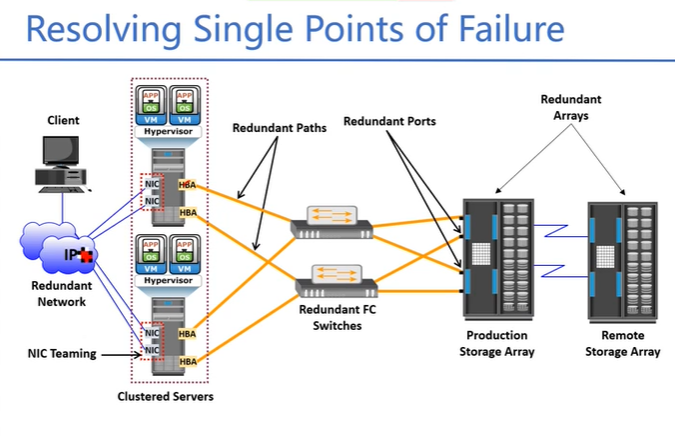 Resolving Single Points of Failure
Client
IP
Redundant
Network
NIC Teaming
APP
OS
VM
APP
OS
VM
Hypervisor
NIC
NIC
HBA
HBA
APP
OS
VM
APP
OS
VM
Hypervisor
NIC
NIC
HBA
HBA
Clustered Servers
Redundant Paths
Redundant Ports
Redundant FC
Switches
Redundant
Arrays
Production
Storage Array
Remote
Storage Array